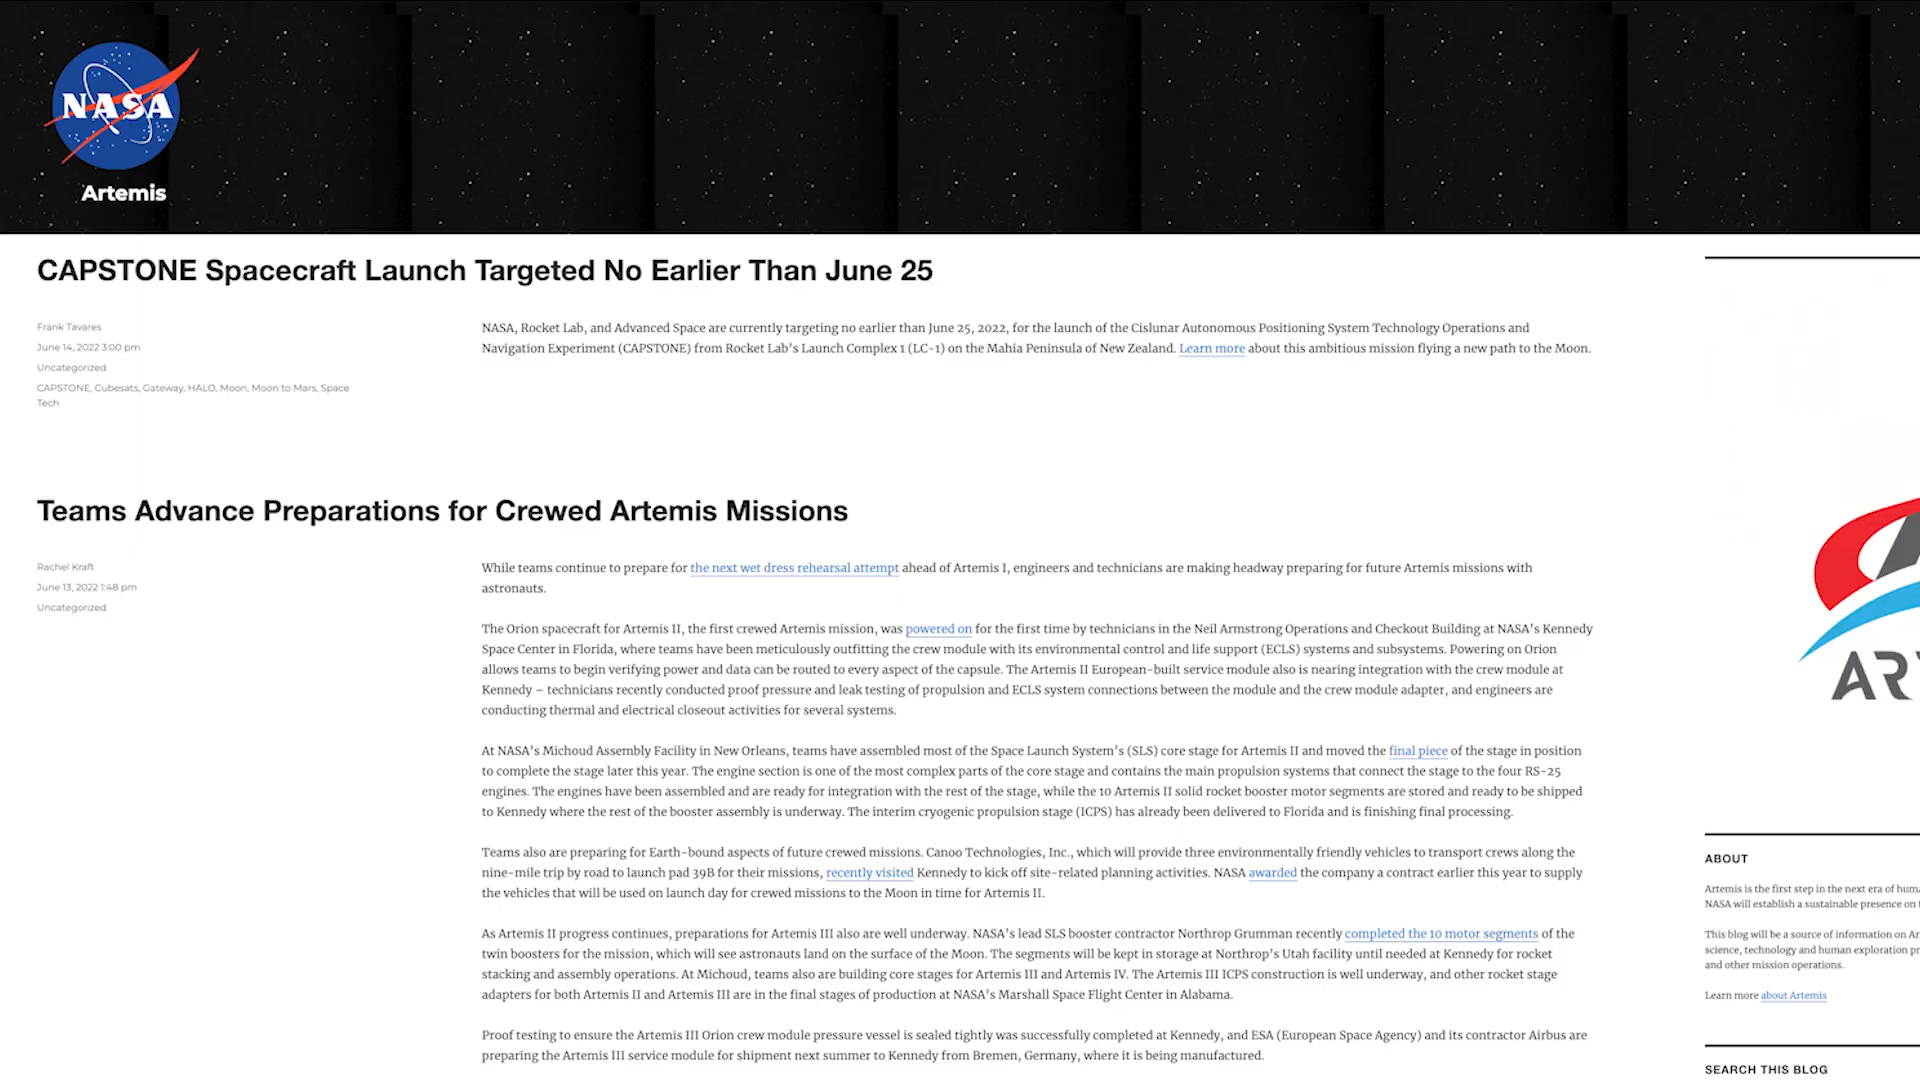 NASA
Artemis
CAPSTONE Spacecraft Launch Targeted No Earlier Than June 25
Frank Tavares
June 14, 2022 3:00 pm
Uncategorized
CAPSTONE, Cubesats, Gateway, HALO, Moon, Moon to Mars, Space
Tech
NASA, Rocket Lab, and Advanced Space are currently targeting no earlier than June 25, 2022, for the launch of the Cislunar Autonomous Positioning System Technology Operations and
Navigation Experiment (CAPSTONE) from Rocket Lab's Launch Complex 1 (LC-1) on the Mahia Peninsula of New Zealand. Learn more about this ambitious mission flying a new path to the Moon.
Teams Advance Preparations for Crewed Artemis Missions
Rachel Kraft
June 13, 2022 1:48 pm
Uncategorized
While teams continue to prepare for the next wet dress rehearsal attempt ahead of Artemis I, engineers and technicians are making headway preparing for future Artemis missions with
astronauts.
The Orion spacecraft for Artemis II, the first crewed Artemis mission, was powered on for the first time by technicians in the Neil Armstrong Operations and Checkout Building at NASA's Kennedy
Space Center in Florida, where teams have been meticulously outfitting the crew module with its environmental control and life support (ECLS) systems and subsystems. Powering on Orion
allows teams to begin verifying power and data can be routed to every aspect of the capsule. The Artemis II European-built service module also is nearing integration with the crew module at
Kennedy – technicians recently conducted proof pressure and leak testing of propulsion and ECLS system connections between the module and the crew module adapter, and engineers are
conducting thermal and electrical closeout activities for several systems.
At NASA's Michoud Assembly Facility in New Orleans, teams have assembled most of the Space Launch System's (SLS) core stage for Artemis II and moved the final piece of the stage in position
to complete the stage later this year. The engine section is one of the most complex parts of the core stage and contains the main propulsion systems that connect the stage to the four RS-25
engines. The engines have been assembled and are ready for integration with the rest of the stage, while the 10 Artemis II solid rocket booster motor segments are stored and ready to be shipped
to Kennedy where the rest of the booster assembly is underway. The interim cryogenic propulsion stage (ICPS) has already been delivered to Florida and is finishing final processing.
Teams also are preparing for Earth-bound aspects of future crewed missions. Canoo Technologies, Inc., which will provide three environmentally friendly vehicles to transport crews along the
nine-mile trip by road to launch pad 39B for their missions, recently visited Kennedy to kick off site-related planning activities. NASA awarded the company a contract earlier this year to supply
the vehicles that will be used on launch day for crewed missions to the Moon in time for Artemis II.
As Artemis II progress continues, preparations for Artemis III also are well underway. NASA's lead SLS booster contractor Northrop Grumman recently completed the 10 motor segments of the
twin boosters for the mission, which will see astronauts land on the surface of the Moon. The segments will be kept in storage at Northrop's Utah facility until needed at Kennedy for rocket
stacking and assembly operations. At Michoud, teams also are building core stages for Artemis III and Artemis IV. The Artemis III ICPS construction is well underway, and other rocket stage
adapters for both Artemis II and Artemis III are in the final stages of production at NASA's Marshall Space Flight Center in Alabama.
Proof testing to ensure the Artemis III Orion crew module pressure vessel is sealed tightly was successfully completed at Kennedy, and ESA (European Space Agency) and its contractor Airbus are
preparing the Artemis III service module for shipment next summer to Kennedy from Bremen, Germany, where it is being manufactured.
AR
ABOUT
Artemis is the first step in the next era of
NASA will establish a sustainable presence on
This blog will be a source of information on
science, technology and human exploration
and other mission operations.
Learn more about Artemis
SEARCH THIS BLOG